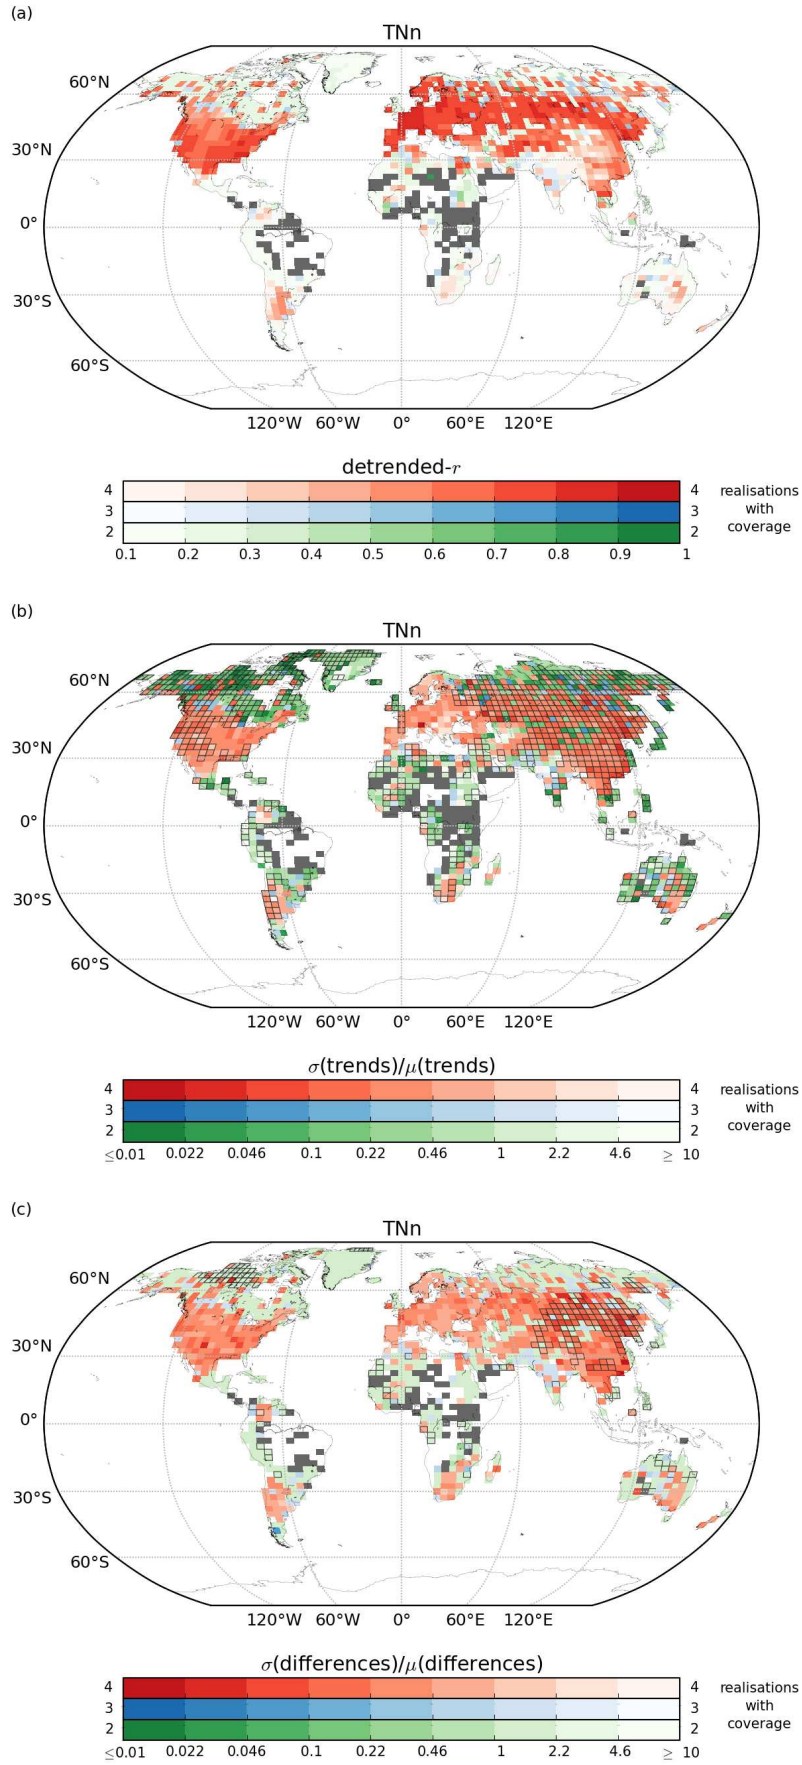 (a)
TNn
60°N
30°N
0°
30°S
60°S
120°W 60°W 0° 60°E 120°E
detrended-r
4 4 realisations
3 3 with
2 2 coverage
0.1 0.2 0.3 0.4 0.5 0.6 0.7 0.8 0.9 1
(b)
TNn
60°N
30°N
0°
30°S
60°S
120°W 60°W 0° 60°E 120°E
σ(trends)/μ(trends)
4 4 realisations
3 3 with
2 2 coverage
≤0.01 0.022 0.046 0.1 0.22 0.46 1 2.2 4.6 ≥ 10
(c)
TNn
60°N
30°N
0°
30°S
60°S
120°W 60°W 0° 60°E 120°E
σ(differences)/μ(differences)
4 4 realisations
3 3 with
2 2 coverage
≤0.01 0.022 0.046 0.1 0.22 0.46 1 2.2 4.6 ≥ 10